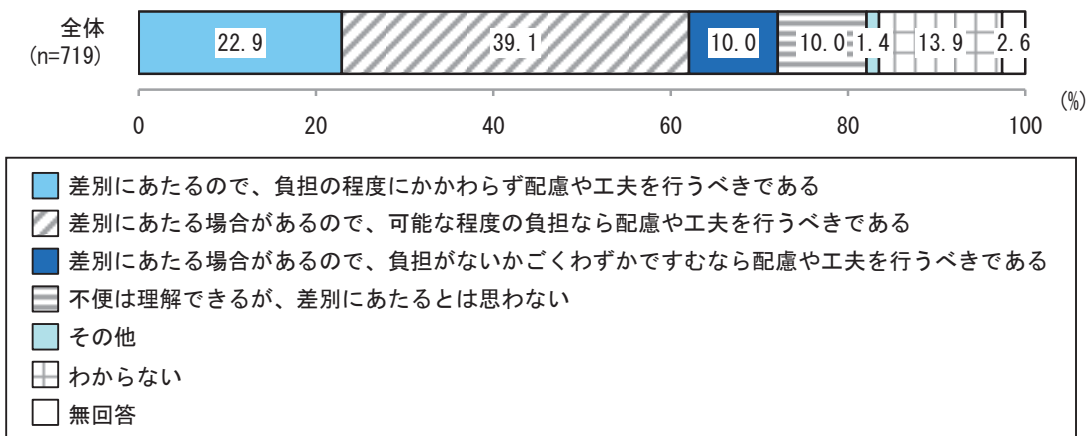 全体
(n=719)
22.9 39.1 10.0 10.0 1.4 13.9 2.6
(%)
0 20 40 60 80 100
差別にあたるので、負担の程度にかかわらず配慮や工夫を行うべきである
差別にあたる場合があるので、可能な程度の負担なら配慮や工夫を行うべきである
差別にあたる場合があるので、負担がないかごくわずかですむなら配慮や工夫を行うべきである
不便は理解できるが、差別にあたるとは思わない
その他
わからない
無回答